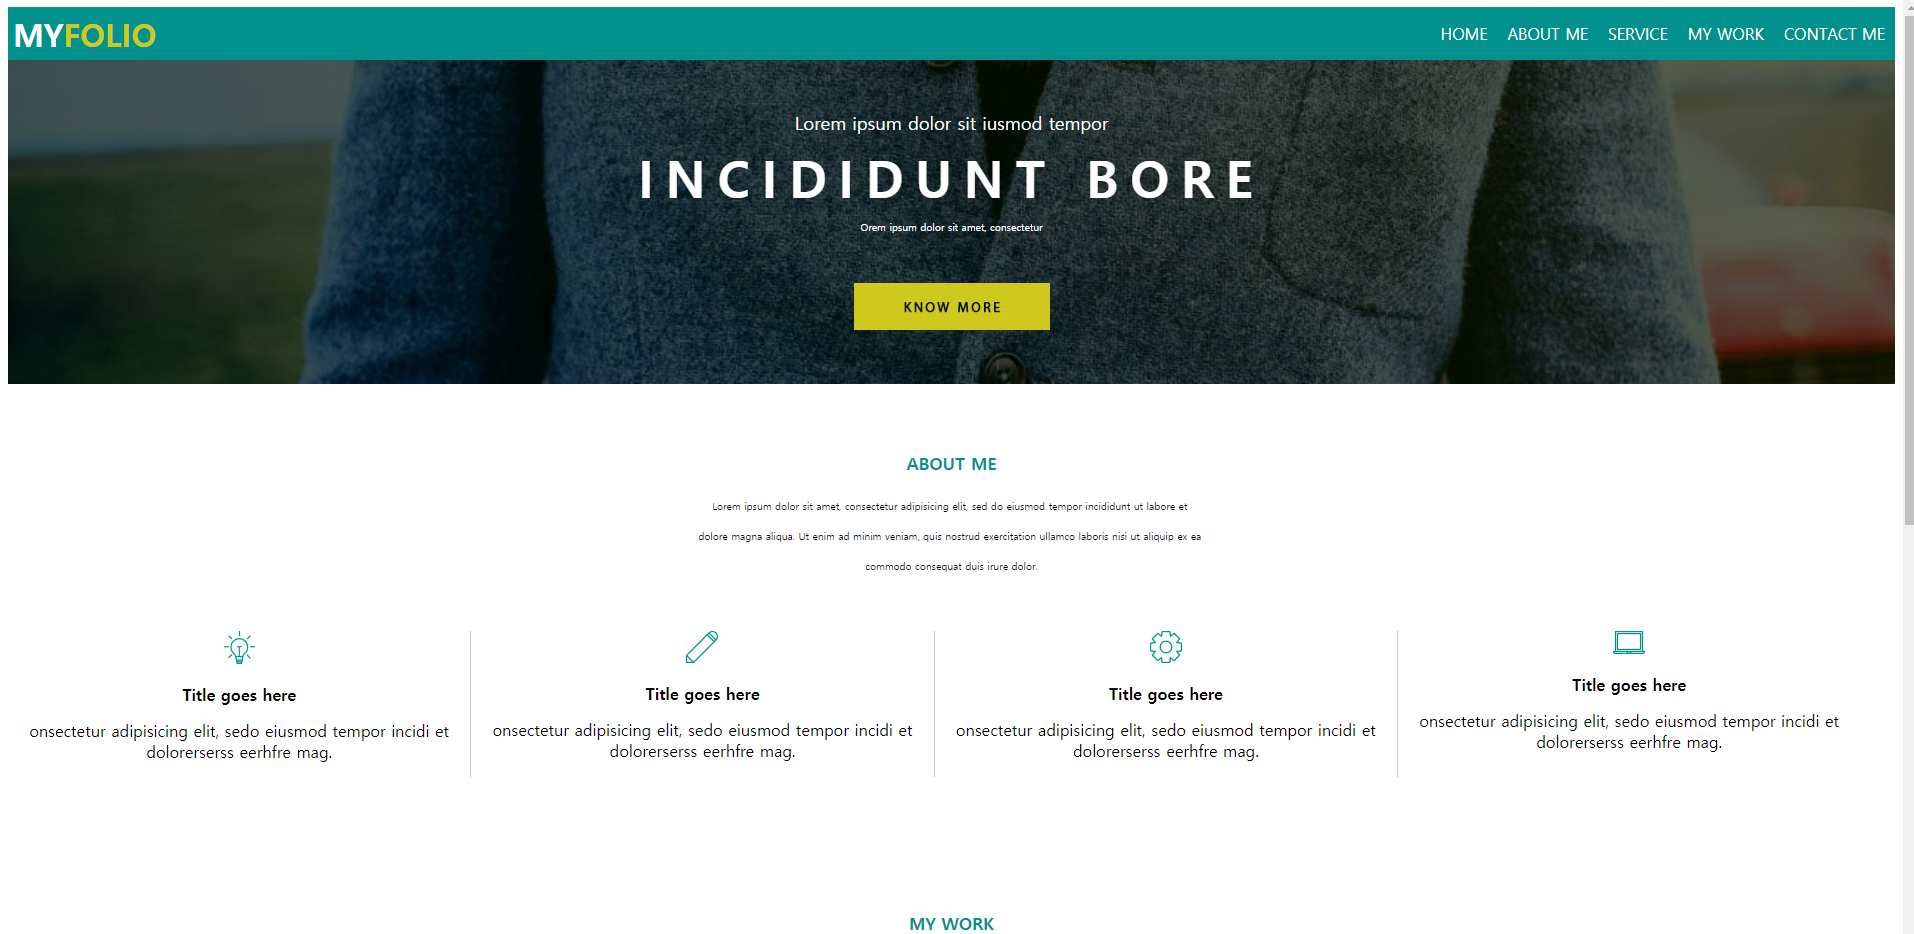 MYFOLIO
HOME ABOUT ME SERVICE MY WORK CONTACT ME
Lorem ipsum dolor sit iusmod tempor
INCIDIDUNT BORE
Orem ipsum dolor sit amet, consectetur
KNOW MORE
ABOUT ME
Lorem ipsum dolor sit amet, consectetur adipisicing elit, sed do eiusmod tempor incididunt ut labore et
dolore magna aliqua. Ut enim ad minim veniam, quis nostrud exercitation ullamco laboris nisi ut aliquip ex ea
commodo consequat duis irure dolor.
Title goes here
onsectetur adipisicing elit, sedo eiusmod tempor incidi et
dolorerserss eerhfre mag.
Title goes here
onsectetur adipisicing elit, sedo eiusmod tempor incidi et
dolorerserss eerhfre mag.
Title goes here
onsectetur adipisicing elit, sedo eiusmod tempor incidi et
dolorerserss eerhfre mag.
Title goes here
onsectetur adipisicing elit, sedo eiusmod tempor incidi et
dolorerserss eerhfre mag.
MY WORK